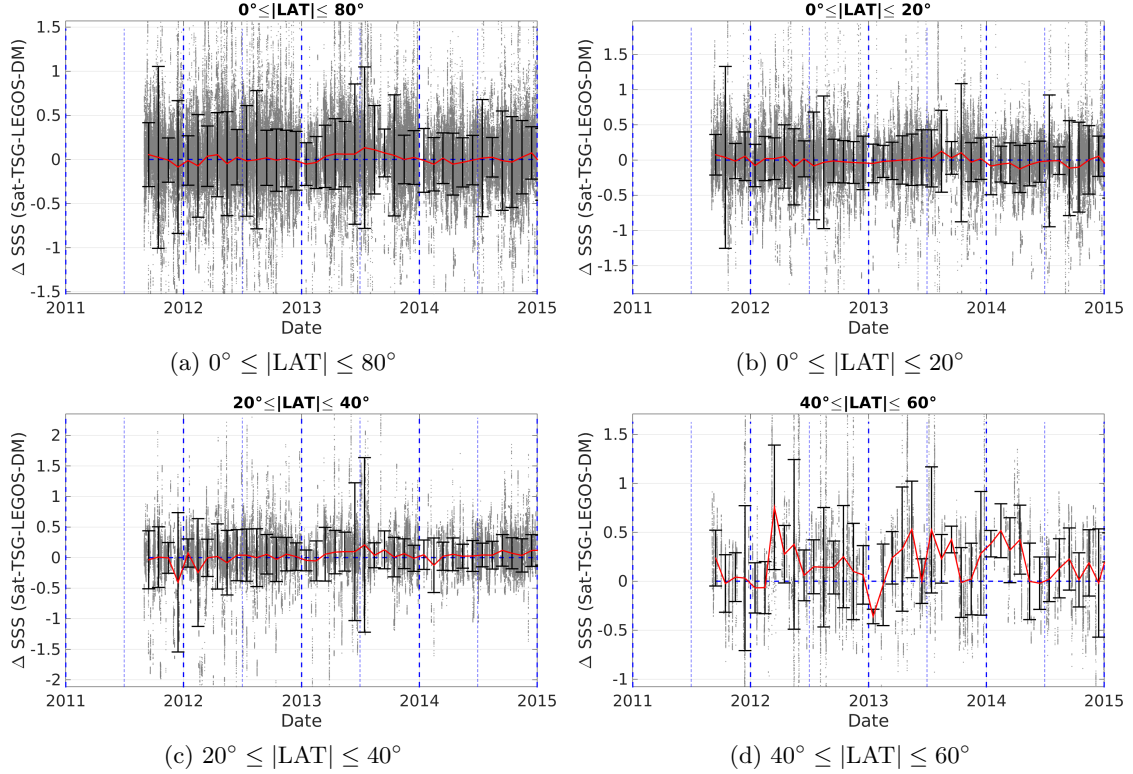 0°≤|LAT|≤ 80°
Δ SSS (Sat-TSG-LEGOS-DM)
1.5
1
0.5
0
-0.5
-1
-1.5
2011 2012 2013 2014 2015
Date
(a) 0° ≤ |LAT| ≤ 80°
0°≤|LAT|≤ 20°
Δ SSS (Sat-TSG-LEGOS-DM)
1.5
1
0.5
0
-0.5
-1
-1.5
2011 2012 2013 2014 2015
Date
(b) 0° ≤ |LAT| ≤ 20°
20°≤|LAT|≤ 40°
Δ SSS (Sat-TSG-LEGOS-DM)
2
1.5
1
0.5
0
-0.5
-1
-1.5
-2
2011 2012 2013 2014 2015
Date
(c) 20° ≤ |LAT| ≤ 40°
40°≤|LAT|≤ 60°
Δ SSS (Sat-TSG-LEGOS-DM)
1.5
1
0.5
0
-0.5
-1
2011 2012 2013 2014 2015
Date
(d) 40° ≤ |LAT| ≤ 60°